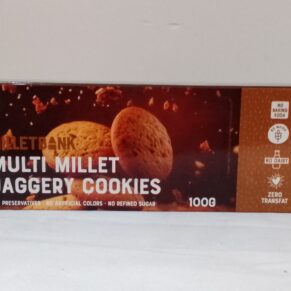 ILLETBANK
MULTI MILLET
JAGGERY COOKIES
PRESERVATIVES · NO ARTIFICIAL COLORS · NO REFINED SUGAR
100G
NO
BAKING
SODA
NO DAIRY
ZERO
TRANSFAT